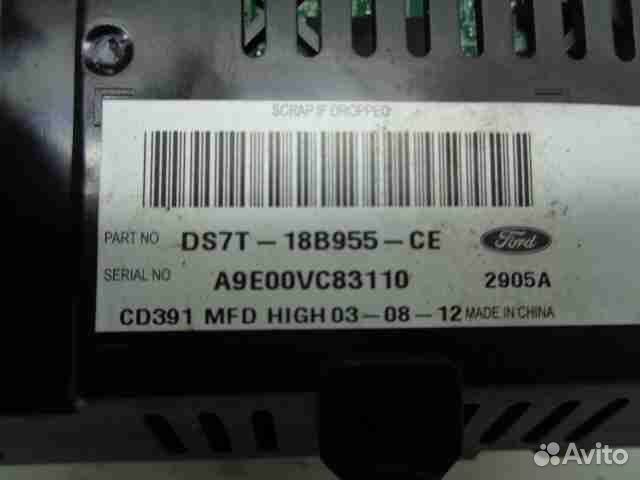 SCRAP IF DROPPED
PART NO DS7T-18B955-CE Ford
SERIAL NO A9E00VC83110 2905A
CD391 MFD HIGH 03-08-12 MADE IN CHINA
Avito